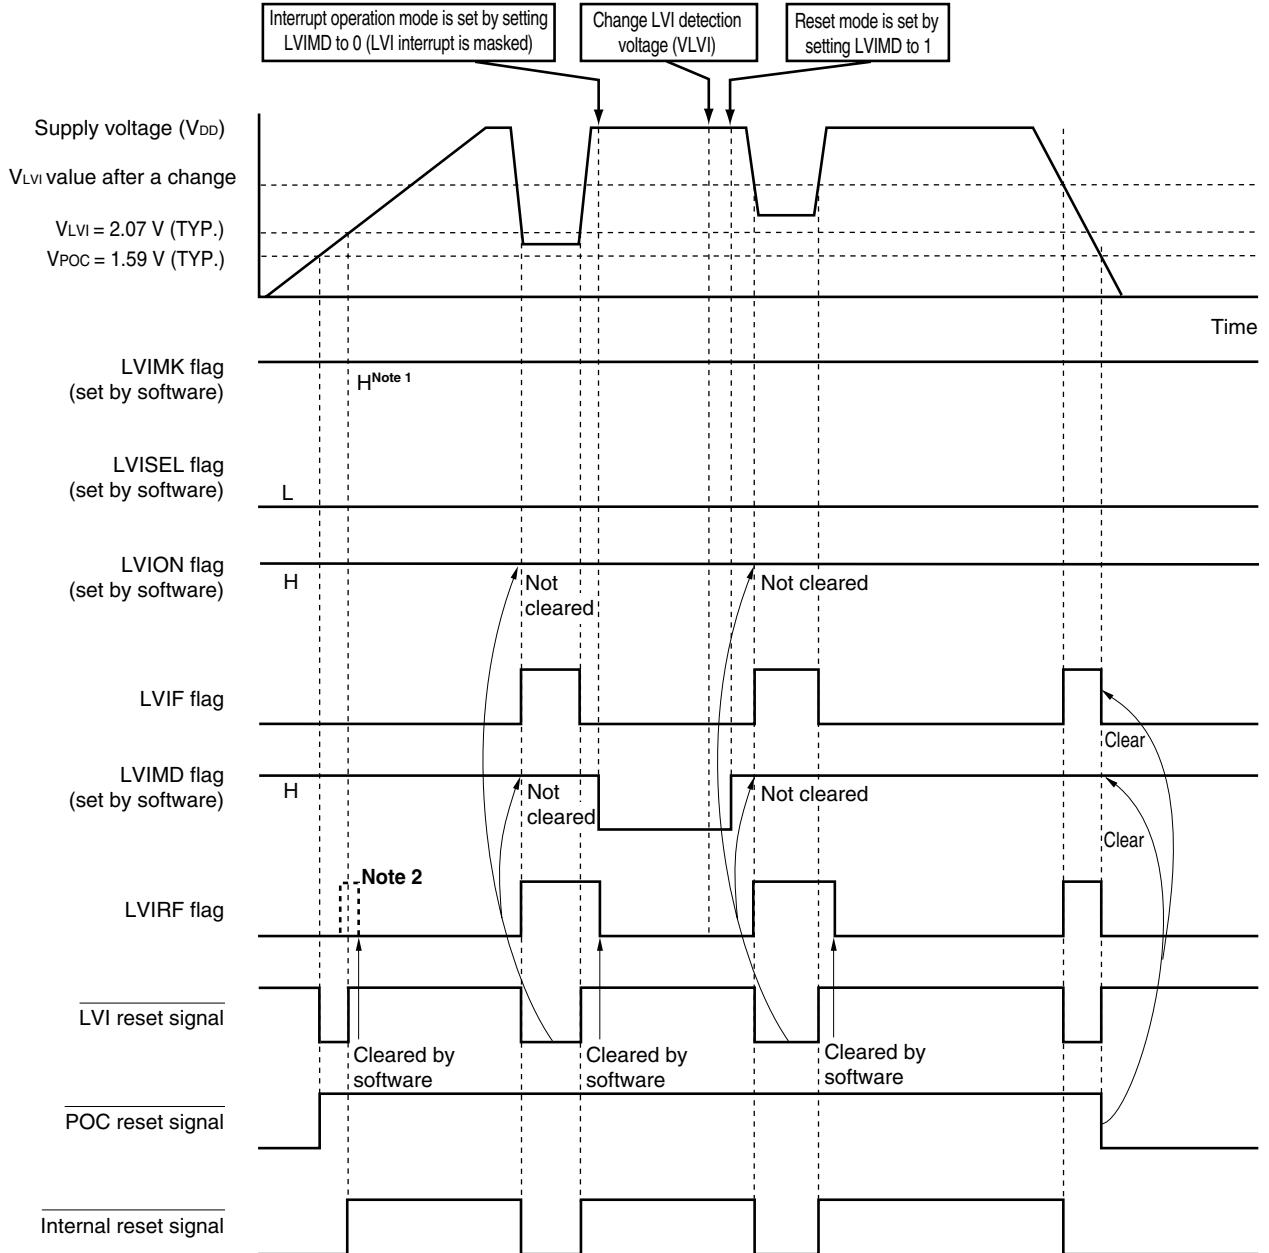 Interrupt operation mode is set by setting
LVIMD to 0 (LVI interrupt is masked)
Change LVI detection
voltage (VLVI)
Reset mode is set by
setting LVIMD to 1
Supply voltage (VDD)
VLVI value after a change
VLVI = 2.07 V (TYP.)
VPOC = 1.59 V (TYP.)
Time
LVIMK flag
(set by software)
HNote 1
LVISEL flag
(set by software)
L
LVION flag
(set by software)
H
Not
cleared
Not cleared
LVIF flag
Clear
LVIMD flag
(set by software)
H
Not
cleared
Not cleared
Clear
Note 2
LVIRF flag
LVI reset signal
Cleared by
software
Cleared by
software
Cleared by
software
POC reset signal
Internal reset signal